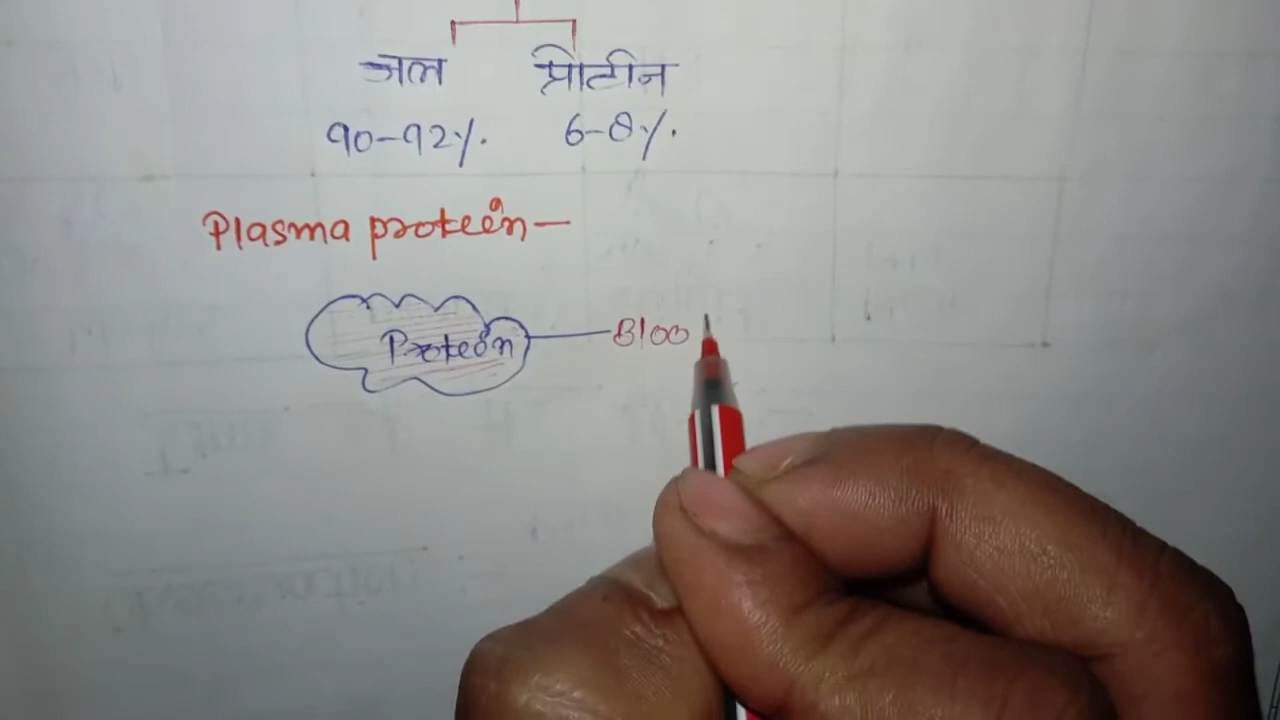 जल प्रोटीन
90-92% 6-8%.
Plasma protein-
Protein Bloo